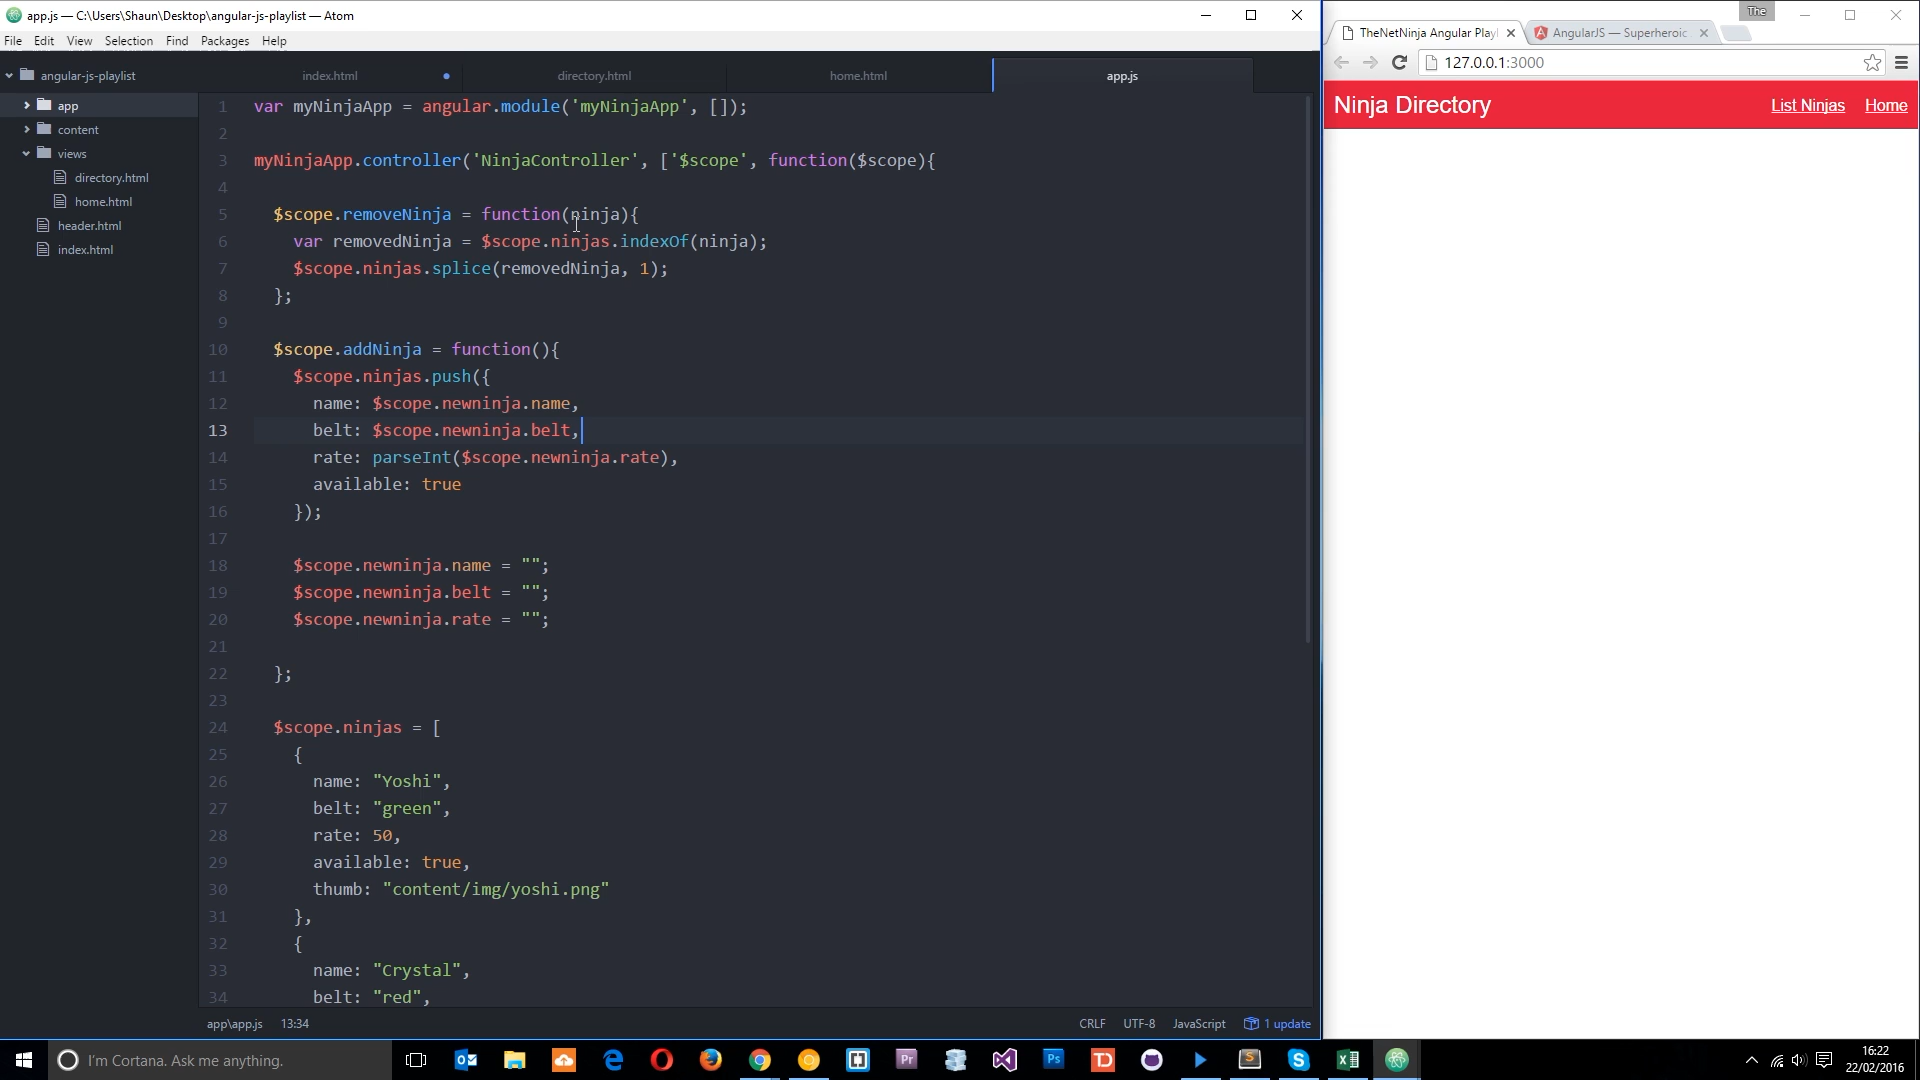 app.js — C:\Users\Shaun\Desktop\angular-js-playlist — Atom
File Edit View Selection Find Packages Help
angular-js-playlist
app
content
views
directory.html
home.html
header.html
index.html
index.html directory.html home.html app.js
1 var myNinjaApp = angular.module('myNinjaApp', []);
2
3 myNinjaApp.controller('NinjaController', ['$scope', function($scope){
4
5 $scope.removeNinja = function(ninja){
6 var removedNinja = $scope.ninjas.indexOf(ninja);
7 $scope.ninjas.splice(removedNinja, 1);
8 };
9
10 $scope.addNinja = function(){
11 $scope.ninjas.push({
12 name: $scope.newninja.name,
13 belt: $scope.newninja.belt,
14 rate: parseInt($scope.newninja.rate),
15 available: true
16 });
17
18 $scope.newninja.name = "";
19 $scope.newninja.belt = "";
20 $scope.newninja.rate = "";
21
22 };
23
24 $scope.ninjas = [
25 {
26 name: "Yoshi",
27 belt: "green",
28 rate: 50,
29 available: true,
30 thumb: "content/img/yoshi.png"
31 },
32 {
33 name: "Crystal",
34 belt: "red",
app\app.js 13:34 CRLF UTF-8 JavaScript 1 update
The
TheNetNinja Angular Playl AngularJS — Superheroic
127.0.0.1:3000
Ninja Directory List Ninjas Home
I'm Cortana. Ask me anything.
16:22
22/02/2016